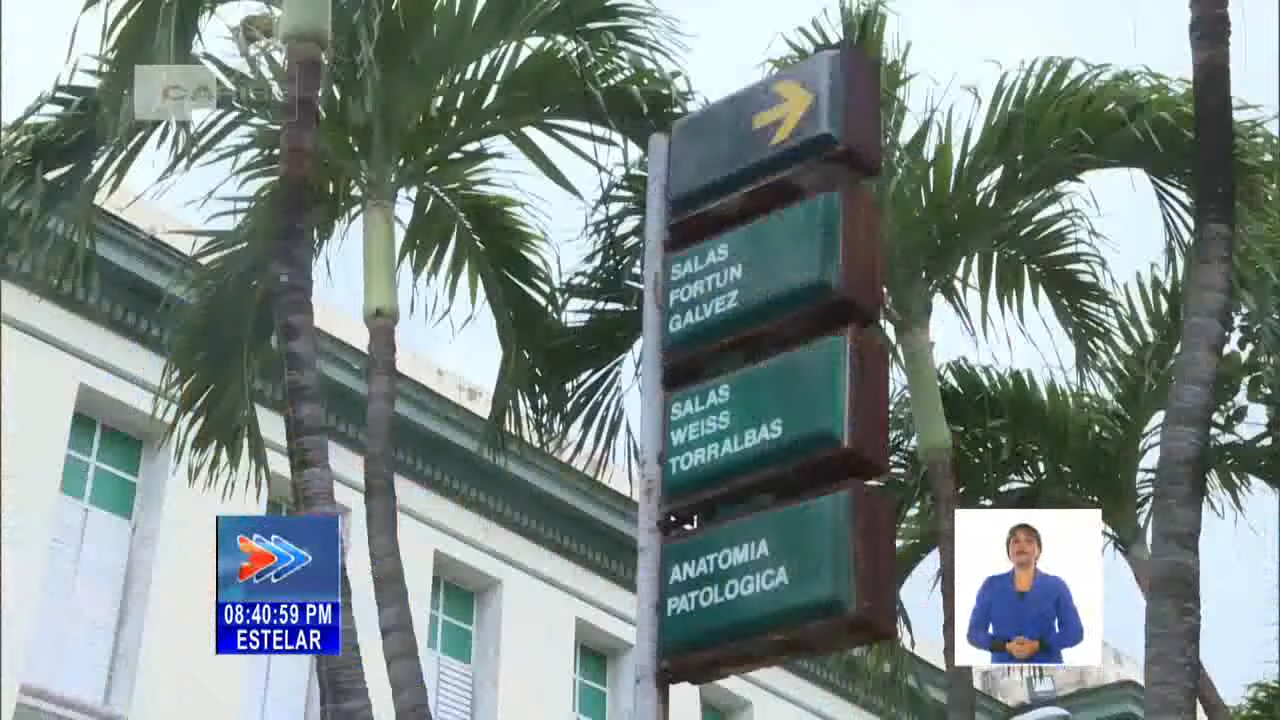 SALAS
FORTUN
GALVEZ
SALAS
WEISS
TORRALBAS
ANATOMIA
PATOLOGICA
08:40:59 PM
ESTELAR